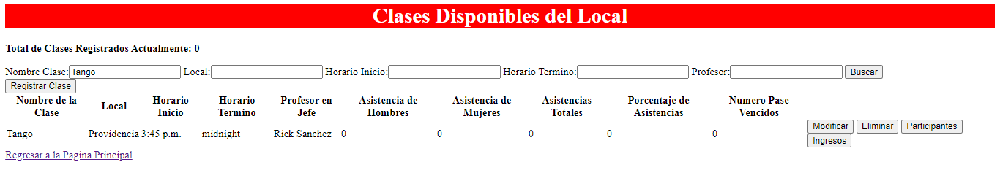 Clases Disponibles del Local
Total de Clases Registrados Actualmente: 0
Nombre Clase: Tango Local: Horario Inicio: Horario Termino: Profesor: Buscar
Registrar Clase
Nombre de la Clase Local Horario Inicio Horario Termino Profesor en Jefe Asistencia de Hombres Asistencia de Mujeres Asistencias Totales Porcentaje de Asistencias Numero Pase Vencidos
Tango Providencia 3:45 p.m. midnight Rick Sanchez 0 0 0 0 0 Modificar Eliminar Participantes
Ingresos
Regresar a la Pagina Principal